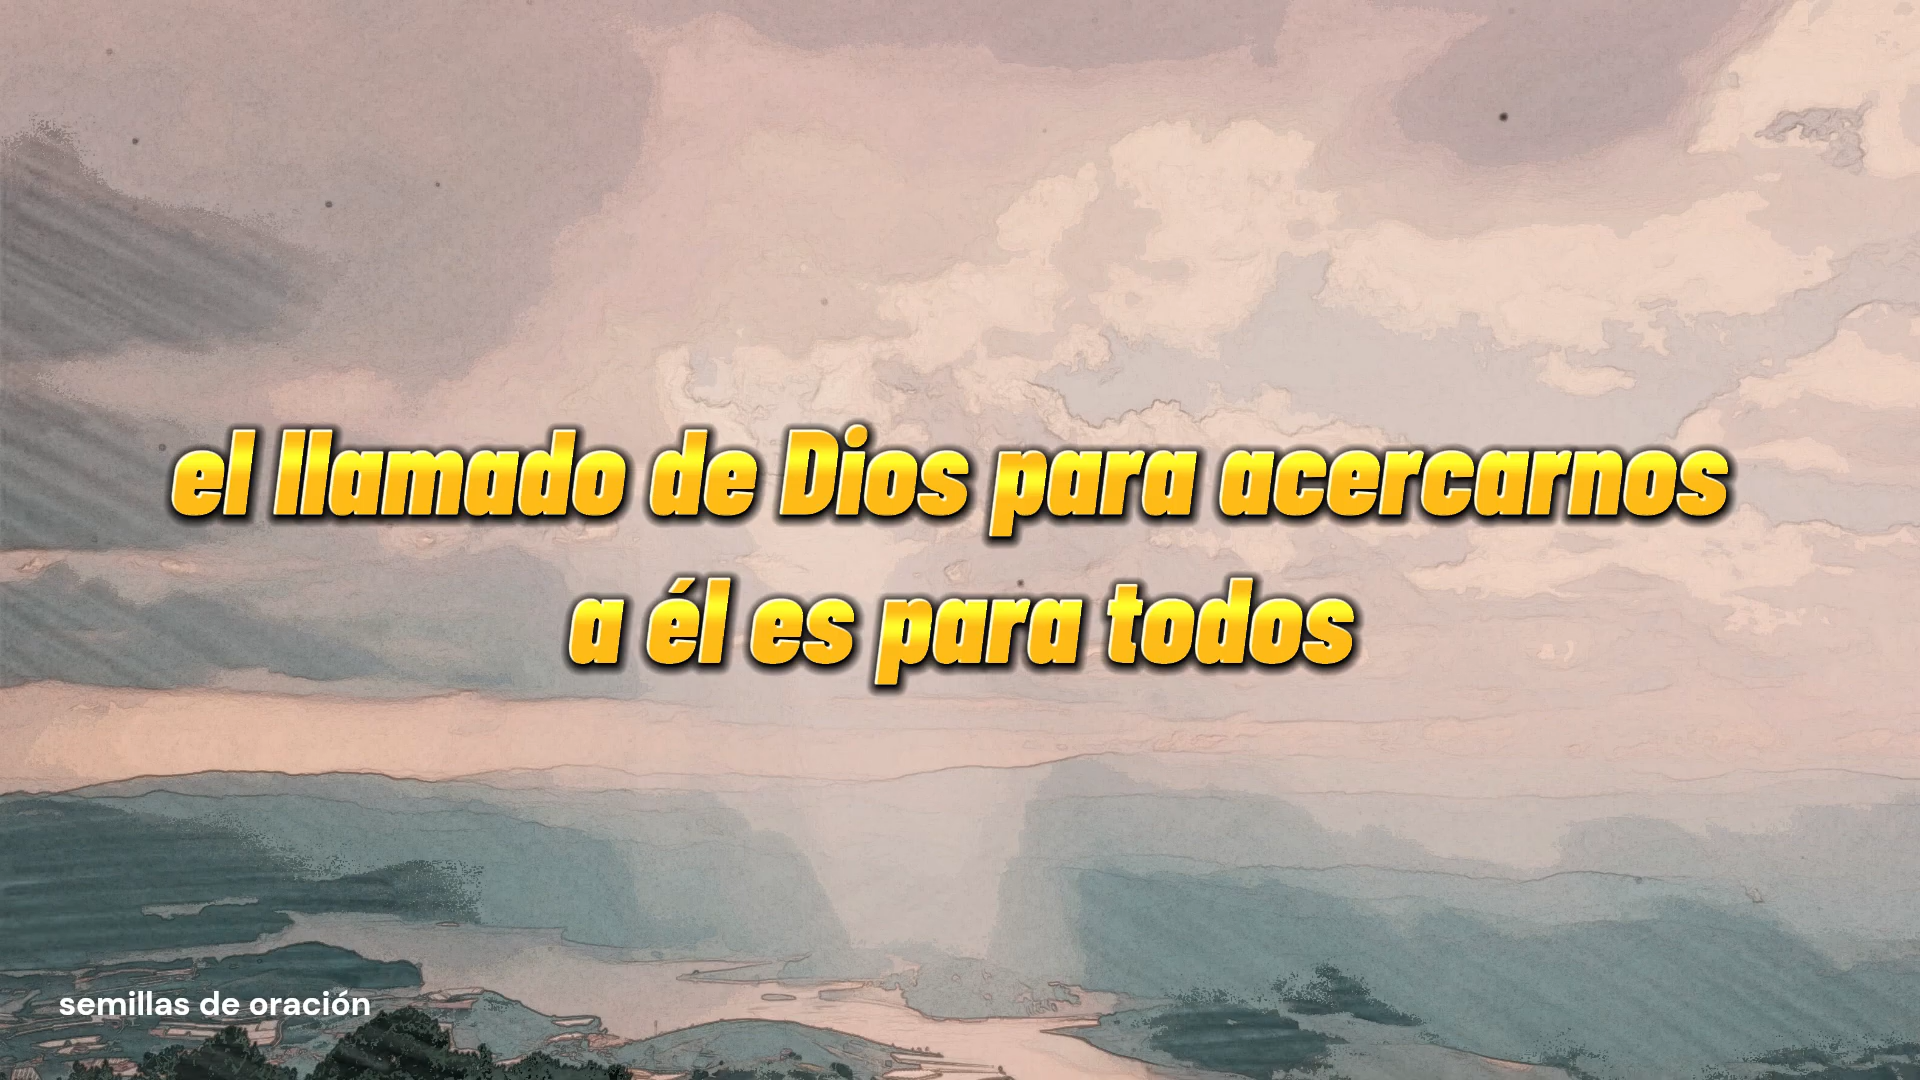 el llamado de Dios para acercarnos
a él es para todos
semillas de oración